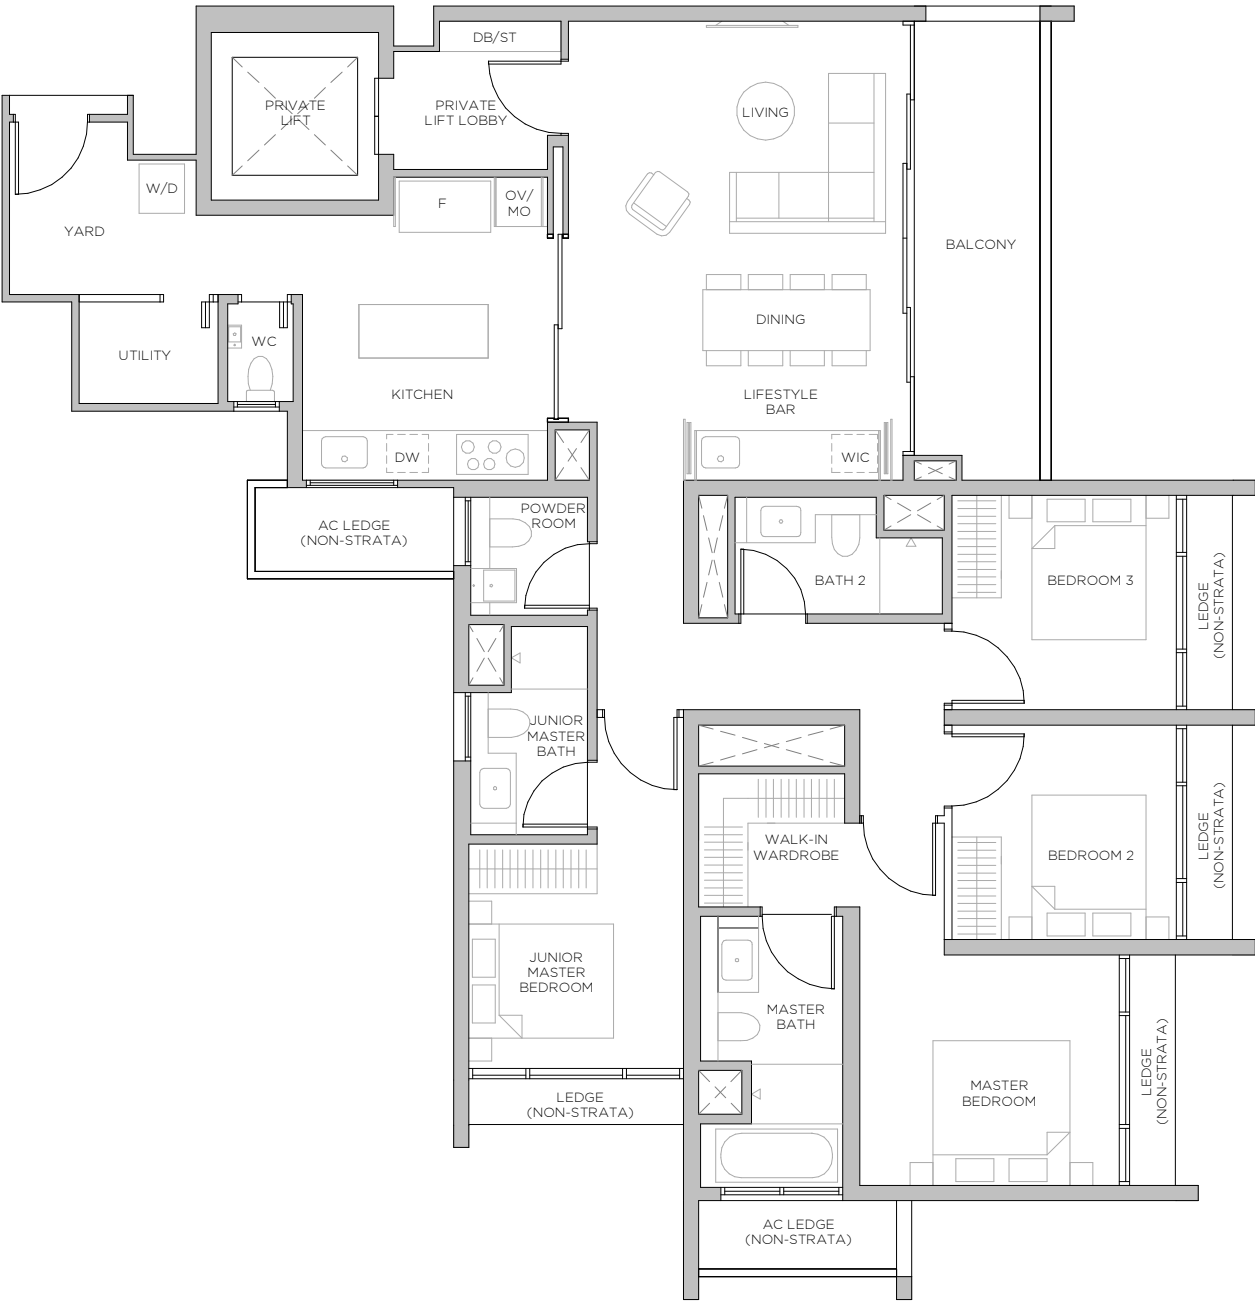 DB/ST
PRIVATE
LIFT
PRIVATE
LIFT LOBBY
LIVING
W/D
F
OV/
MO
YARD
BALCONY
DINING
UTILITY
WC
KITCHEN
LIFESTYLE
BAR
DW
WIC
AC LEDGE
(NON-STRATA)
POWDER
ROOM
BATH 2
BEDROOM 3
LEDGE
(NON-STRATA)
JUNIOR
MASTER
BATH
WALK-IN
WARDROBE
BEDROOM 2
LEDGE
(NON-STRATA)
JUNIOR
MASTER
BEDROOM
MASTER
BATH
MASTER
BEDROOM
LEDGE
(NON-STRATA)
LEDGE
(NON-STRATA)
AC LEDGE
(NON-STRATA)